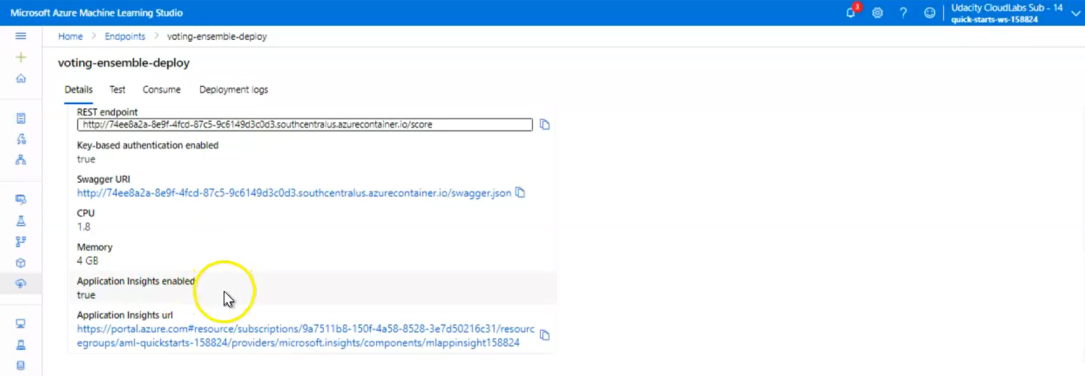 Microsoft Azure Machine Learning Studio
3
Udacity CloudLabs Sub - 14
quick-starts-ws-158824
Home > Endpoints > voting-ensemble-deploy
voting-ensemble-deploy
Details Test Consume Deployment logs
REST endpoint
http://74ee8a2a-8e9f-4fcd-87c5-9c6149d3c0d3.southcentralus.azurecontainer.io/score
Key-based authentication enabled
true
Swagger URI
http://74ee8a2a-8e9f-4fcd-87c5-9c6149d3c0d3.southcentralus.azurecontainer.io/swagger.json
CPU
1.8
Memory
4 GB
Application Insights enabled
true
Application Insights url
https://portal.azure.com#resource/subscriptions/9a7511b8-150f-4a58-8528-3e7d50216c31/resourc
egroups/aml-quickstarts-158824/providers/microsoft.insights/components/mlappinsight158824